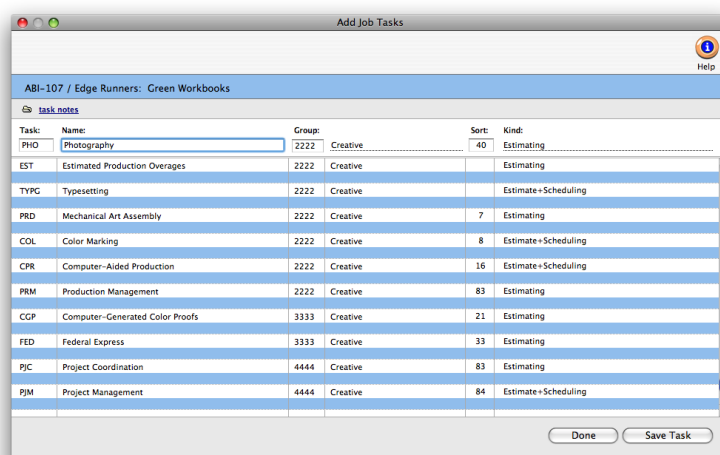 Add Job Tasks
Help
ABI-107 / Edge Runners: Green Workbooks
task notes
Task: Name: Group: Sort: Kind:
PHO Photography 2222 Creative 40 Estimating
EST Estimated Production Overages 2222 Creative Estimating
TYPG Typesetting 2222 Creative Estimate+Scheduling
PRD Mechanical Art Assembly 2222 Creative 7 Estimating
COL Color Marking 2222 Creative 8 Estimate+Scheduling
CPR Computer-Aided Production 2222 Creative 16 Estimate+Scheduling
PRM Production Management 2222 Creative 83 Estimating
CGP Computer-Generated Color Proofs 3333 Creative 21 Estimating
FED Federal Express 3333 Creative 33 Estimating
PJC Project Coordination 4444 Creative 83 Estimating
PJM Project Management 4444 Creative 84 Estimate+Scheduling
Done Save Task